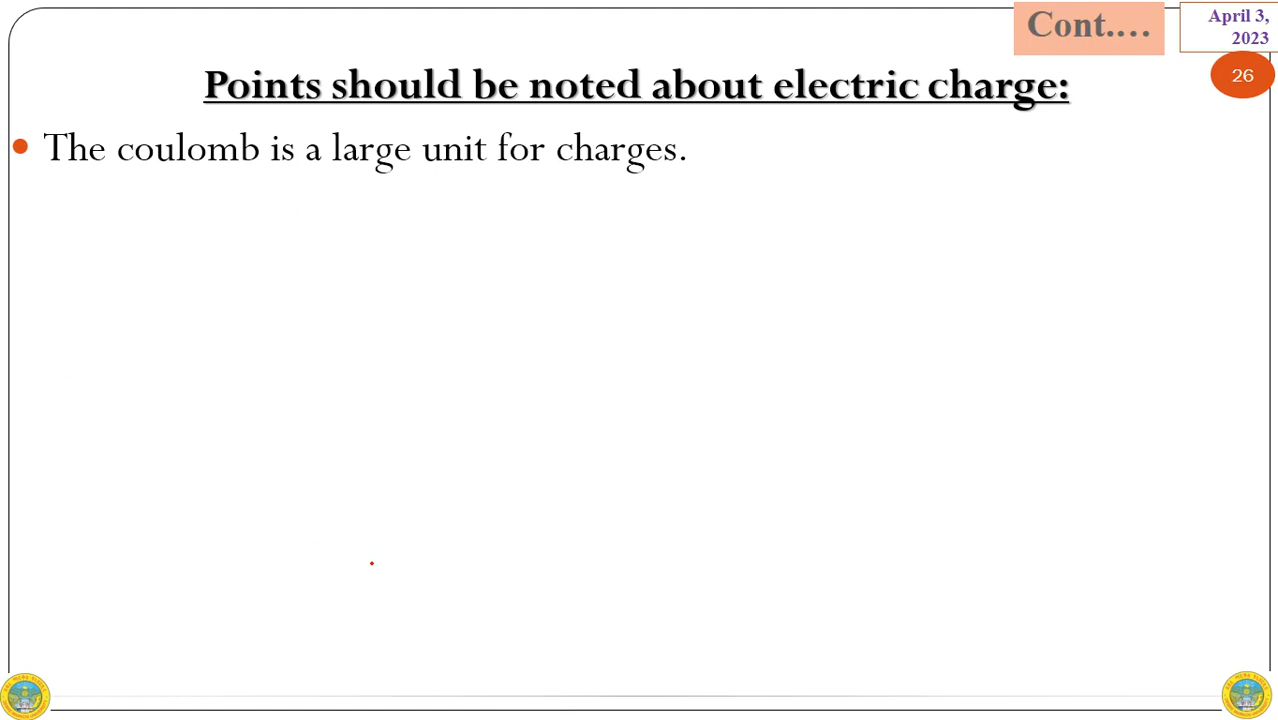 Cont.…
April 3,
2023
26
Points should be noted about electric charge:
The coulomb is a large unit for charges.